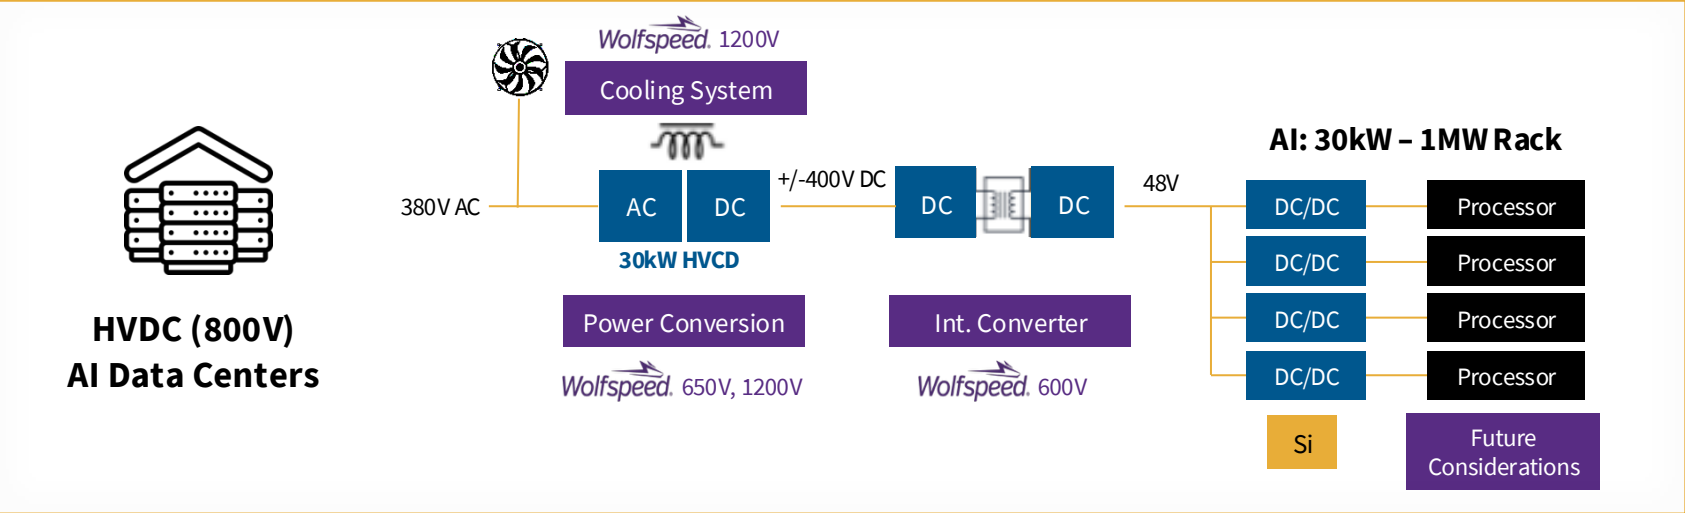 Wolfspeed. 1200V
Cooling System
AI: 30kW – 1MW Rack
380V AC
AC
DC
+/-400V DC
DC
DC
48V
DC/DC
Processor
30kW HVCD
DC/DC
Processor
HVDC (800V)
AI Data Centers
Power Conversion
Int. Converter
DC/DC
Processor
Wolfspeed. 650V, 1200V
Wolfspeed. 600V
DC/DC
Processor
Si
Future
Considerations